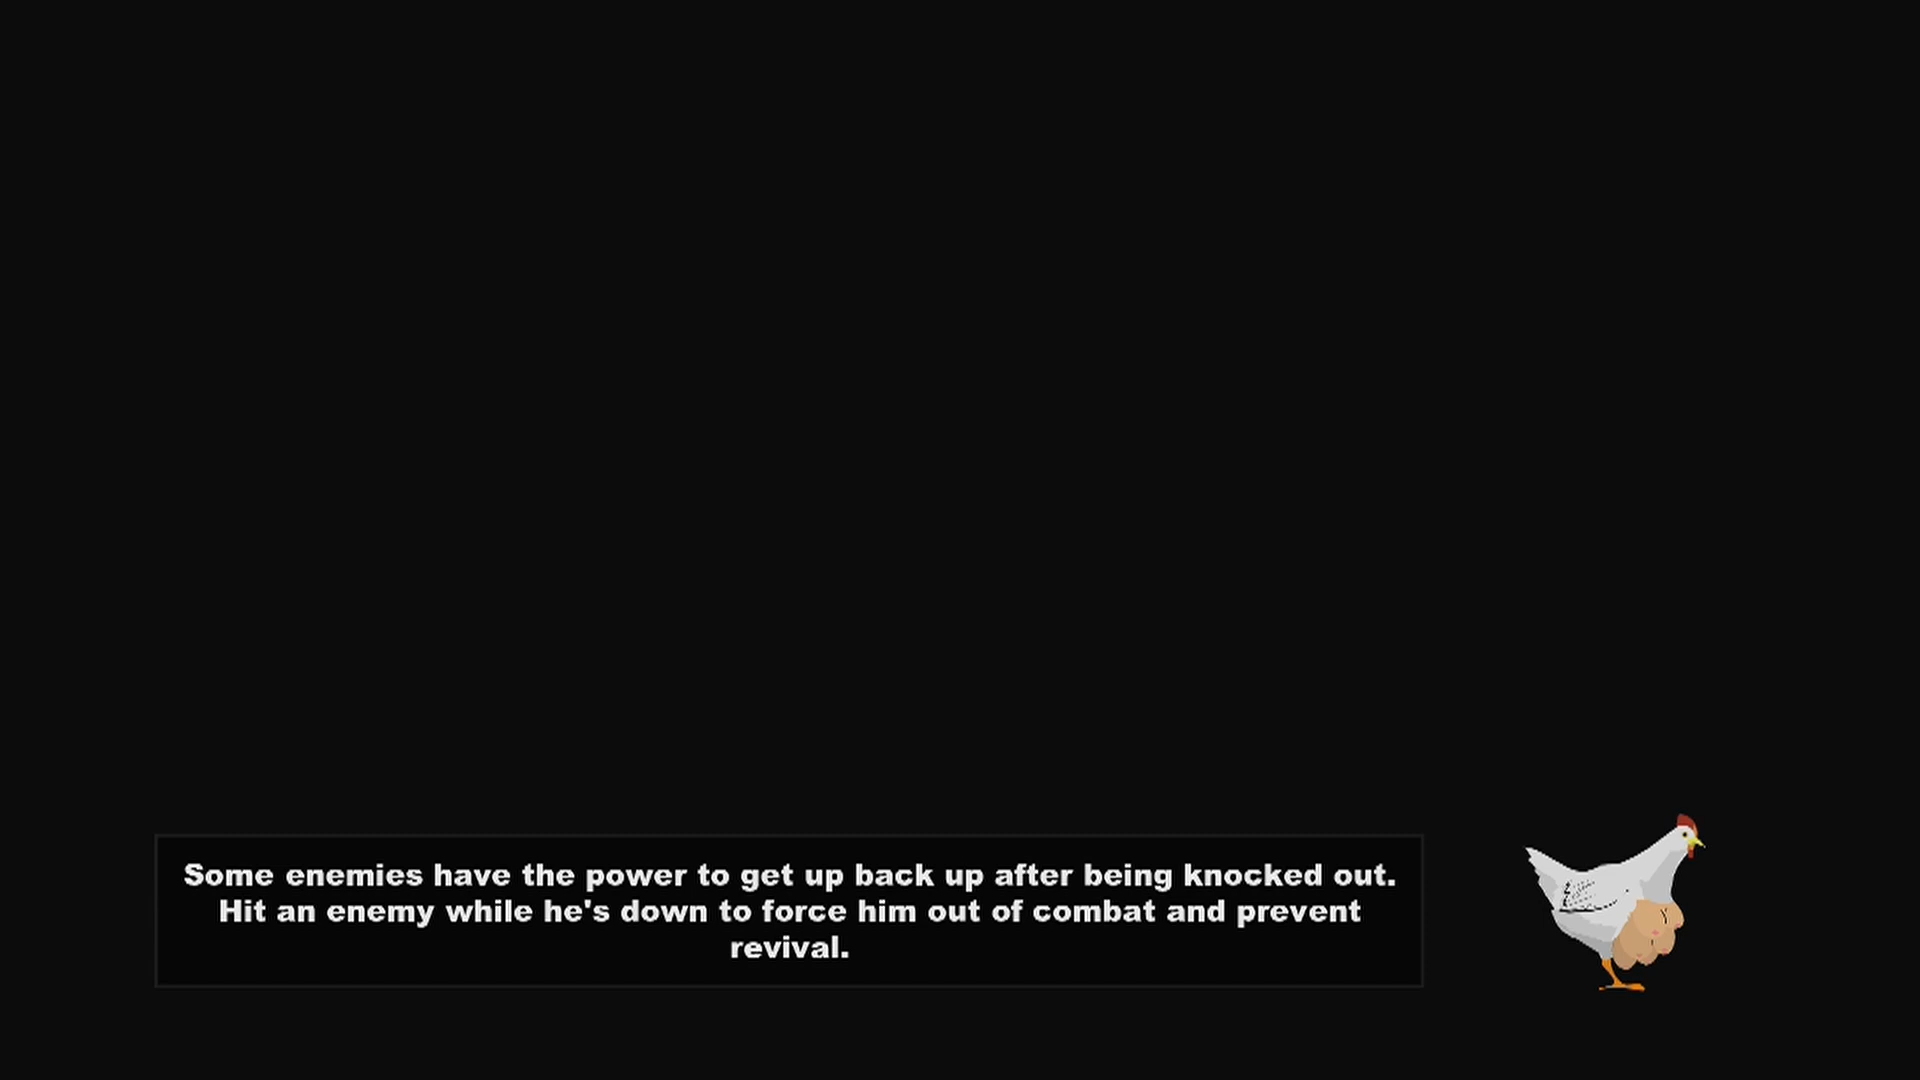 Some enemies have the power to get up back up after being knocked out.
Hit an enemy while he's down to force him out of combat and prevent
revival.